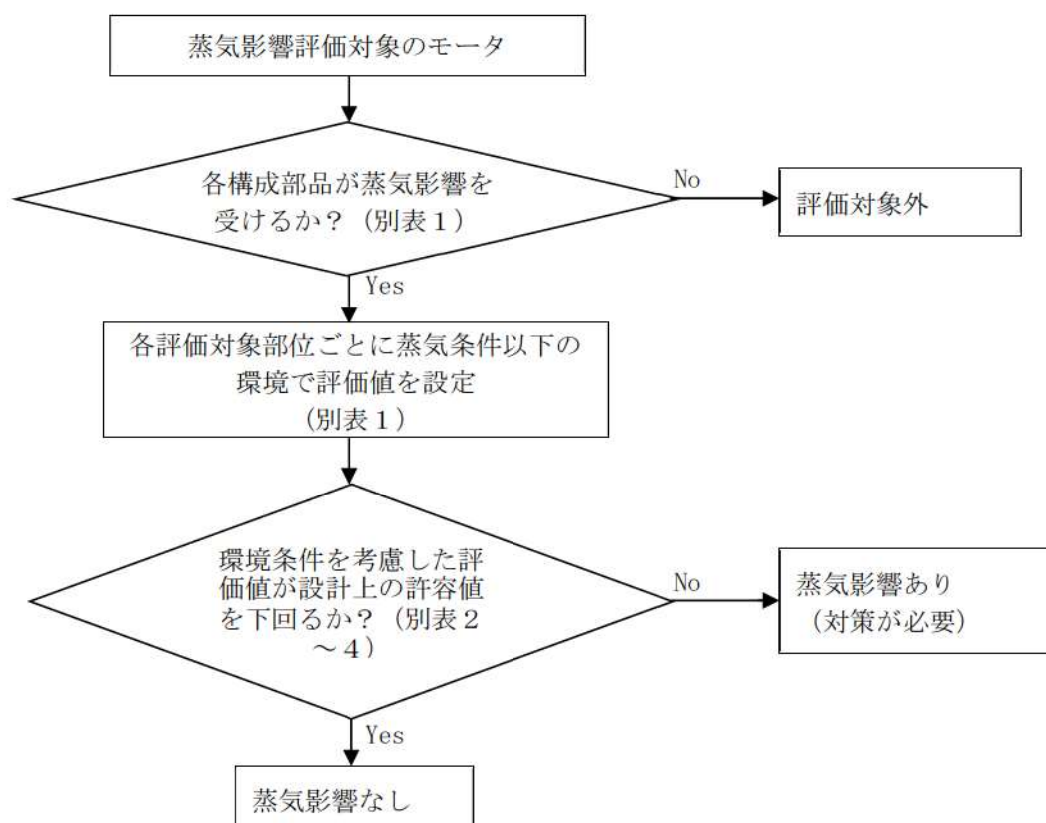 蒸気影響評価対象のモータ
各構成部品が蒸気影響を
受けるか？（別表１）
No
評価対象外
Yes
各評価対象部位ごとに蒸気条件以下の
環境で評価値を設定
（別表１）
環境条件を考慮した評
価値が設計上の許容値
を下回るか？（別表２
～４）
No
蒸気影響あり
（対策が必要）
Yes
蒸気影響なし